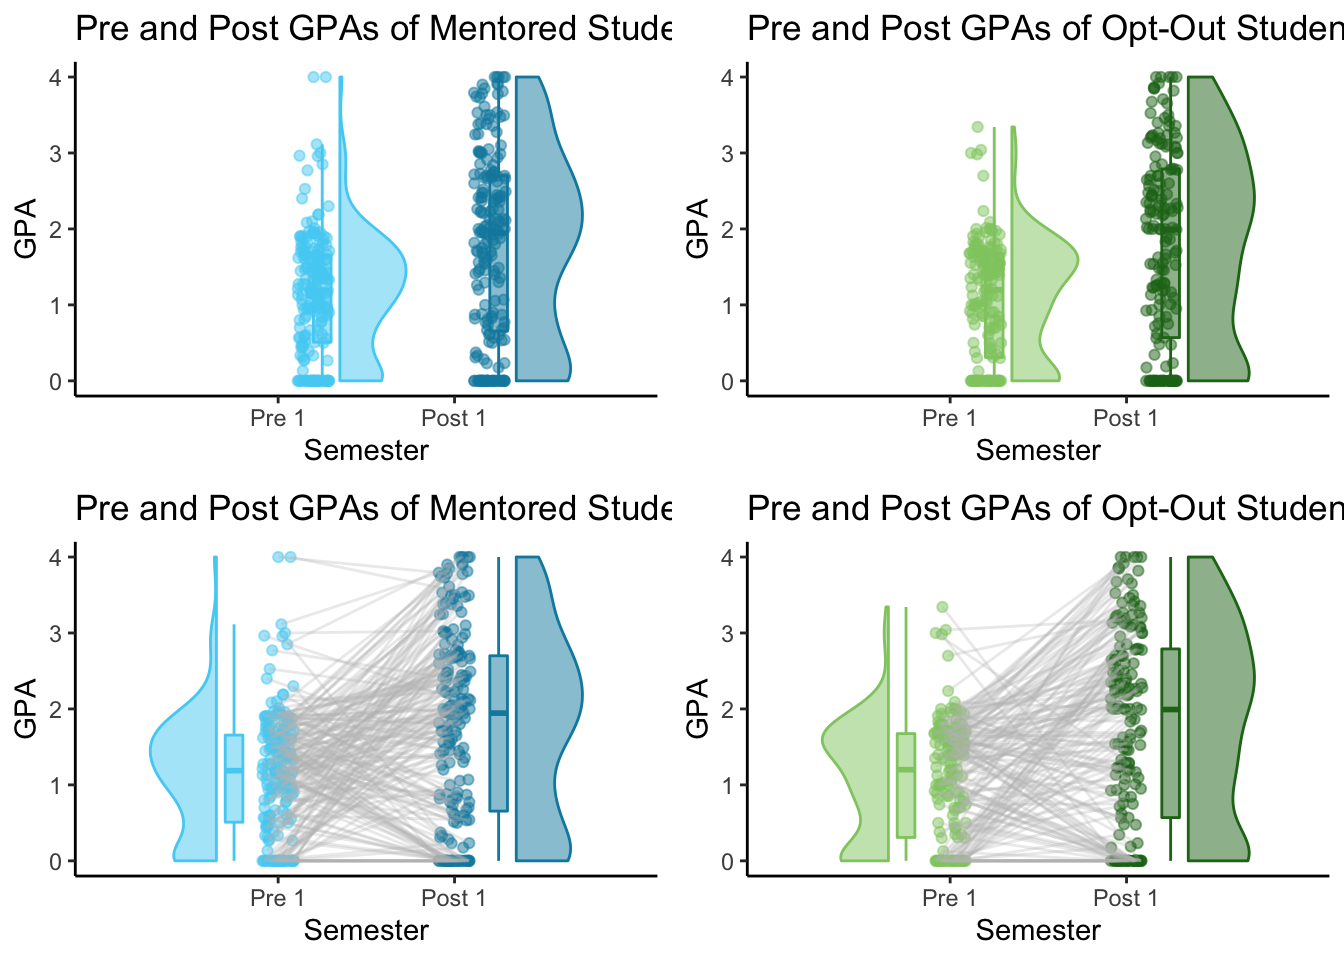 Pre and Post GPAs of Mentored Stude
4
3
2
1
0
GPA
Pre 1
Post 1
Semester
Pre and Post GPAs of Opt-Out Studen
4
3
2
1
0
GPA
Pre 1
Post 1
Semester
Pre and Post GPAs of Mentored Stude
4
3
2
1
0
GPA
Pre 1
Post 1
Semester
Pre and Post GPAs of Opt-Out Studen
4
3
2
1
0
GPA
Pre 1
Post 1
Semester